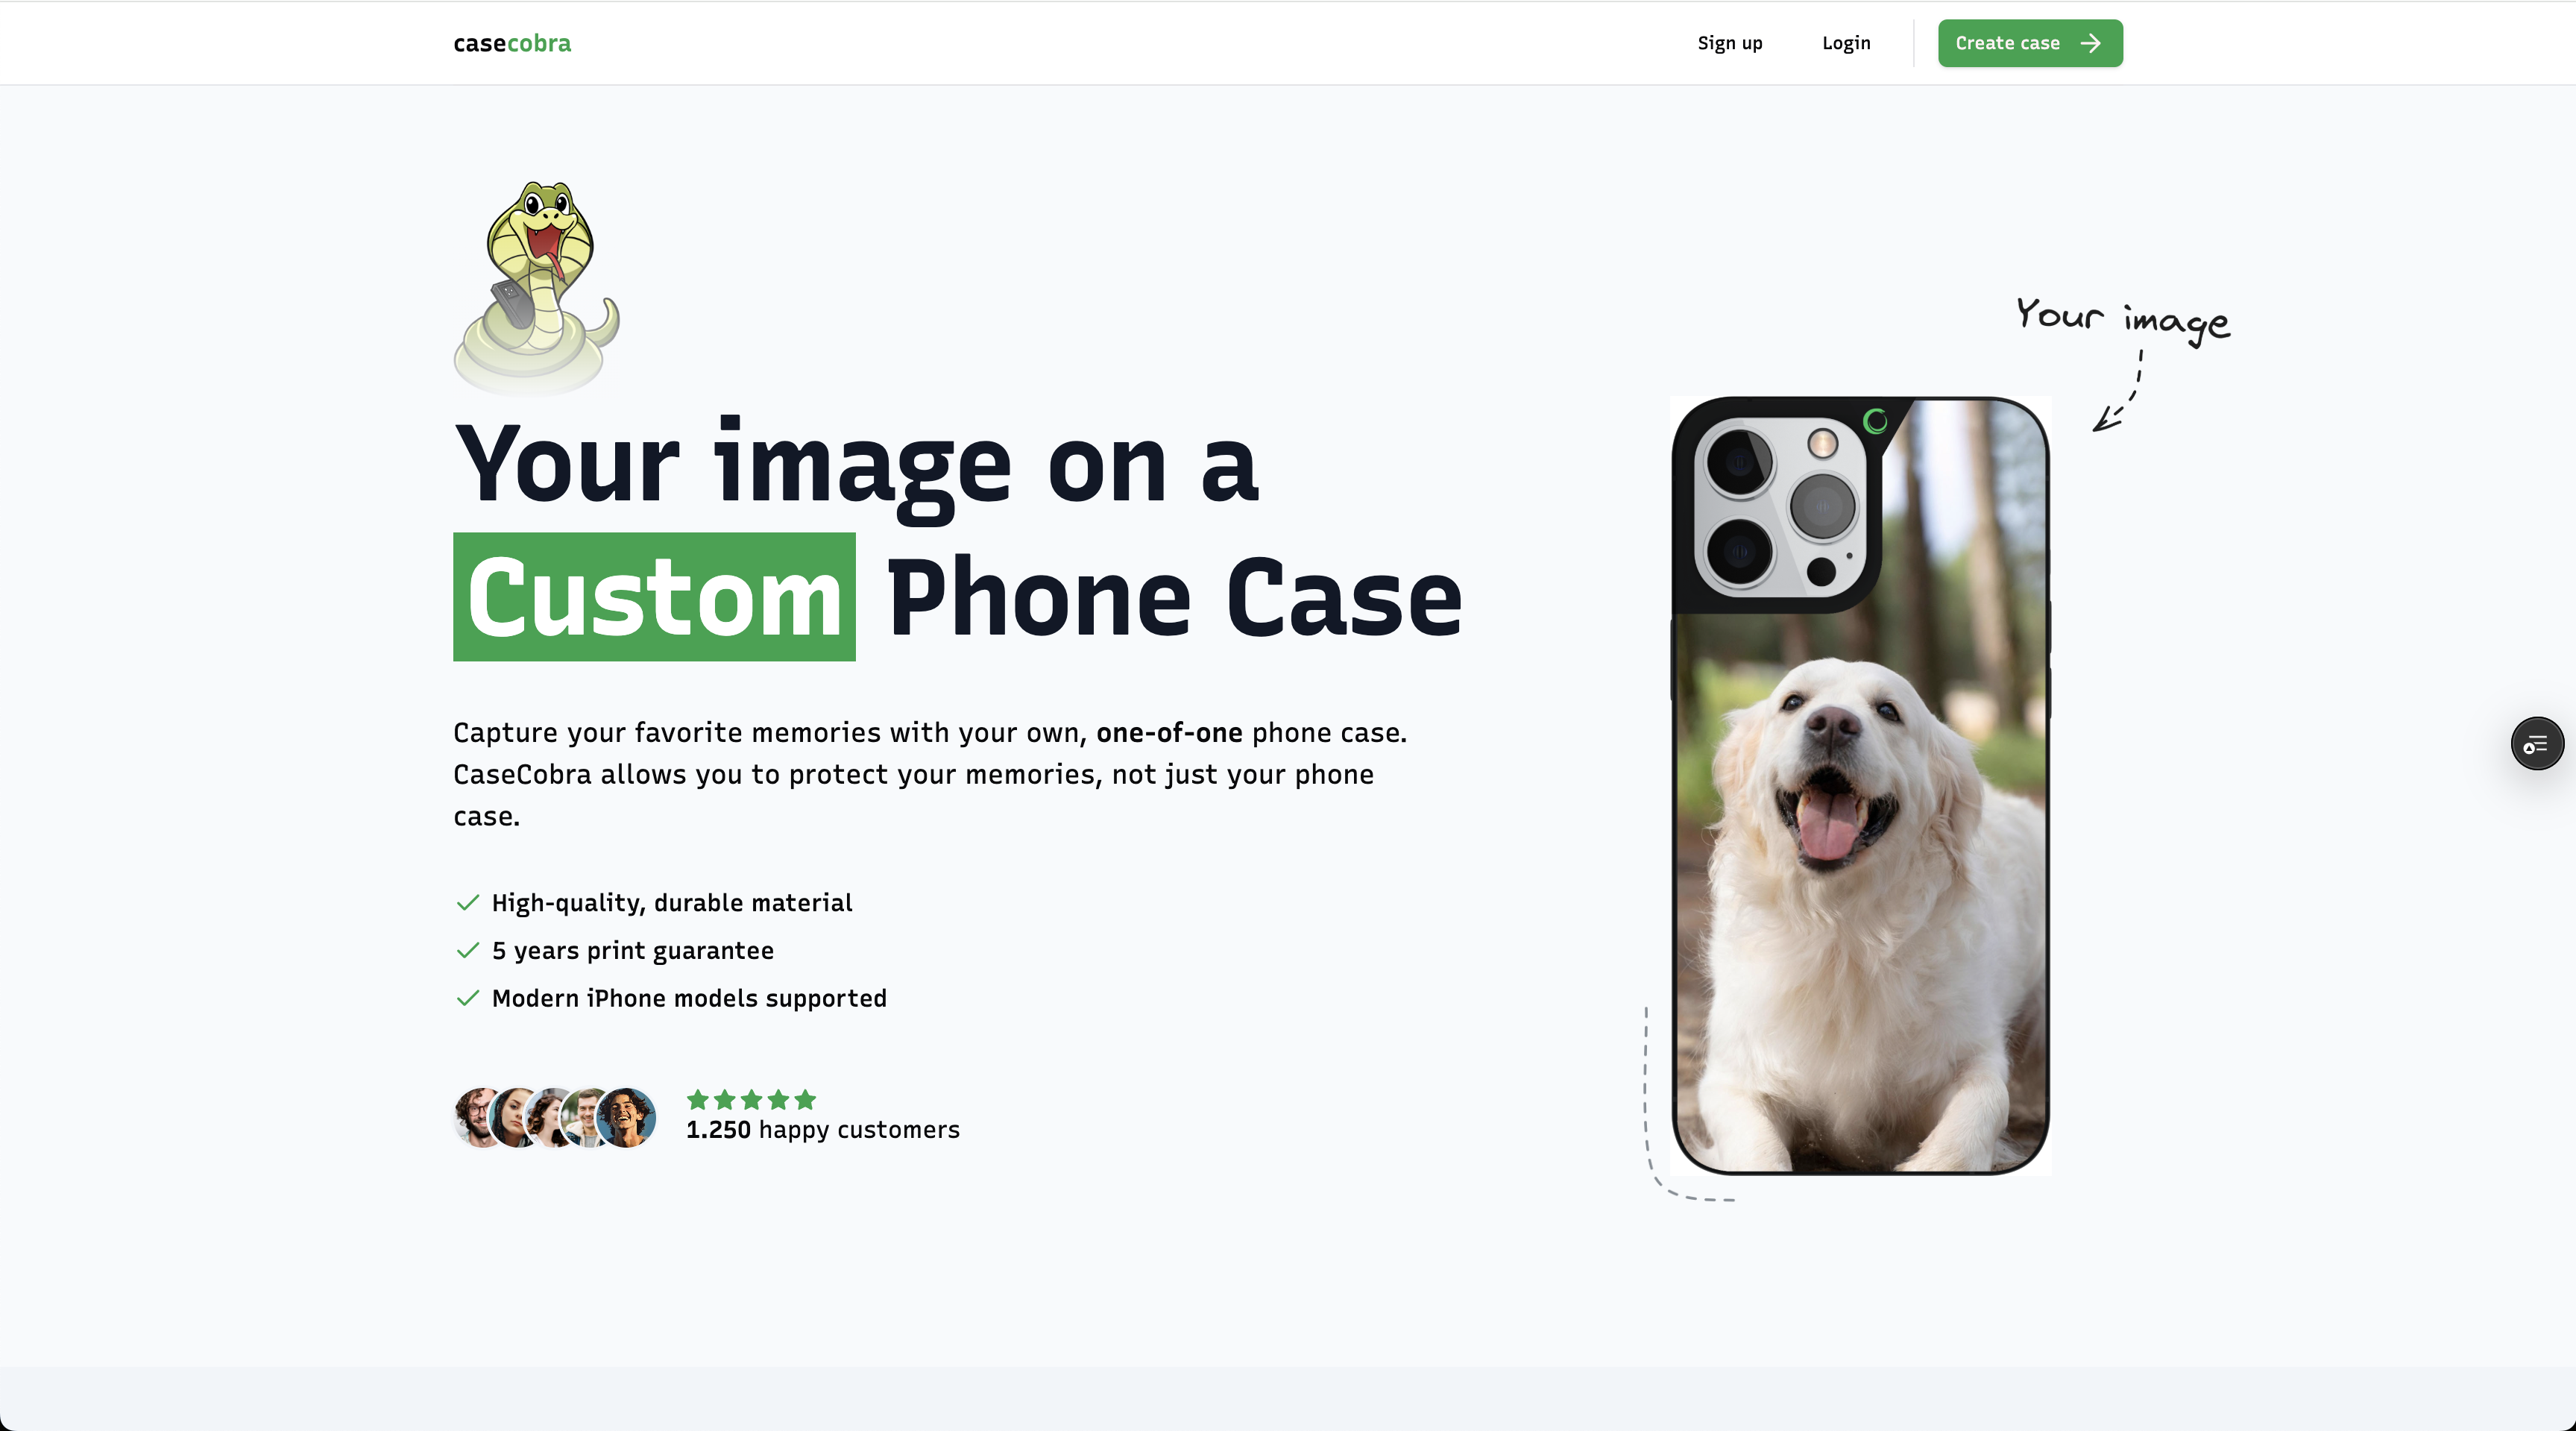 casecobra
Sign up
Login
Create case
Your image
Your image on a
Custom Phone Case
Capture your favorite memories with your own, one-of-one phone case.
CaseCobra allows you to protect your memories, not just your phone
case.
High-quality, durable material
5 years print guarantee
Modern iPhone models supported
1.250 happy customers